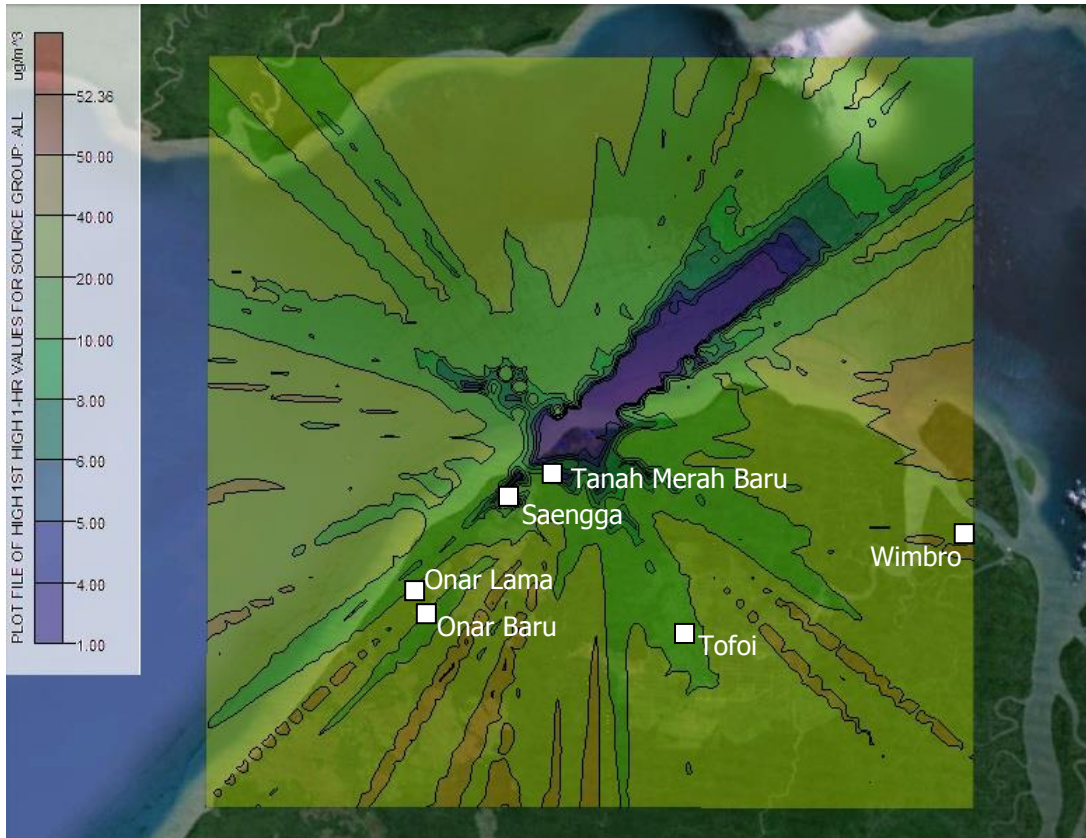 PLOT FILE OF HIGH 1ST HIGH 1-HR VALUES FOR SOURCE GROUP: ALL
ug/m^3
52.36
50.00
40.00
20.00
10.00
8.00
6.00
5.00
4.00
1.00
Tanah Merah Baru
Saengga
Wimbro
Onar Lama
Onar Baru
Tofoi